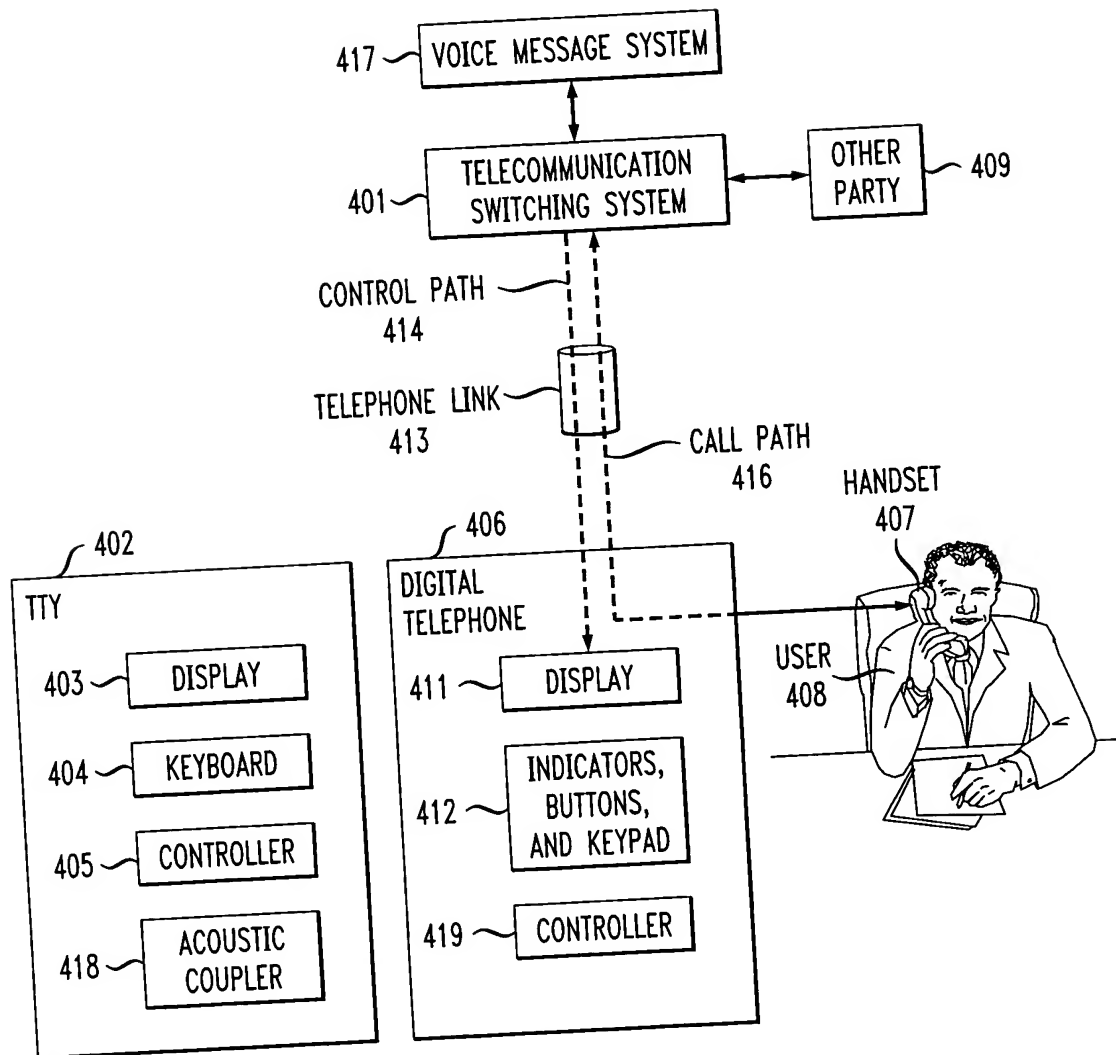 417
VOICE MESSAGE SYSTEM
401
TELECOMMUNICATION
SWITCHING SYSTEM
OTHER
PARTY
409
CONTROL PATH
414
TELEPHONE LINK
413
CALL PATH
416
HANDSET
407
402
TTY
403
DISPLAY
404
KEYBOARD
405
CONTROLLER
418
ACOUSTIC
COUPLER
406
DIGITAL
TELEPHONE
411
DISPLAY
412
INDICATORS,
BUTTONS,
AND KEYPAD
419
CONTROLLER
USER
408